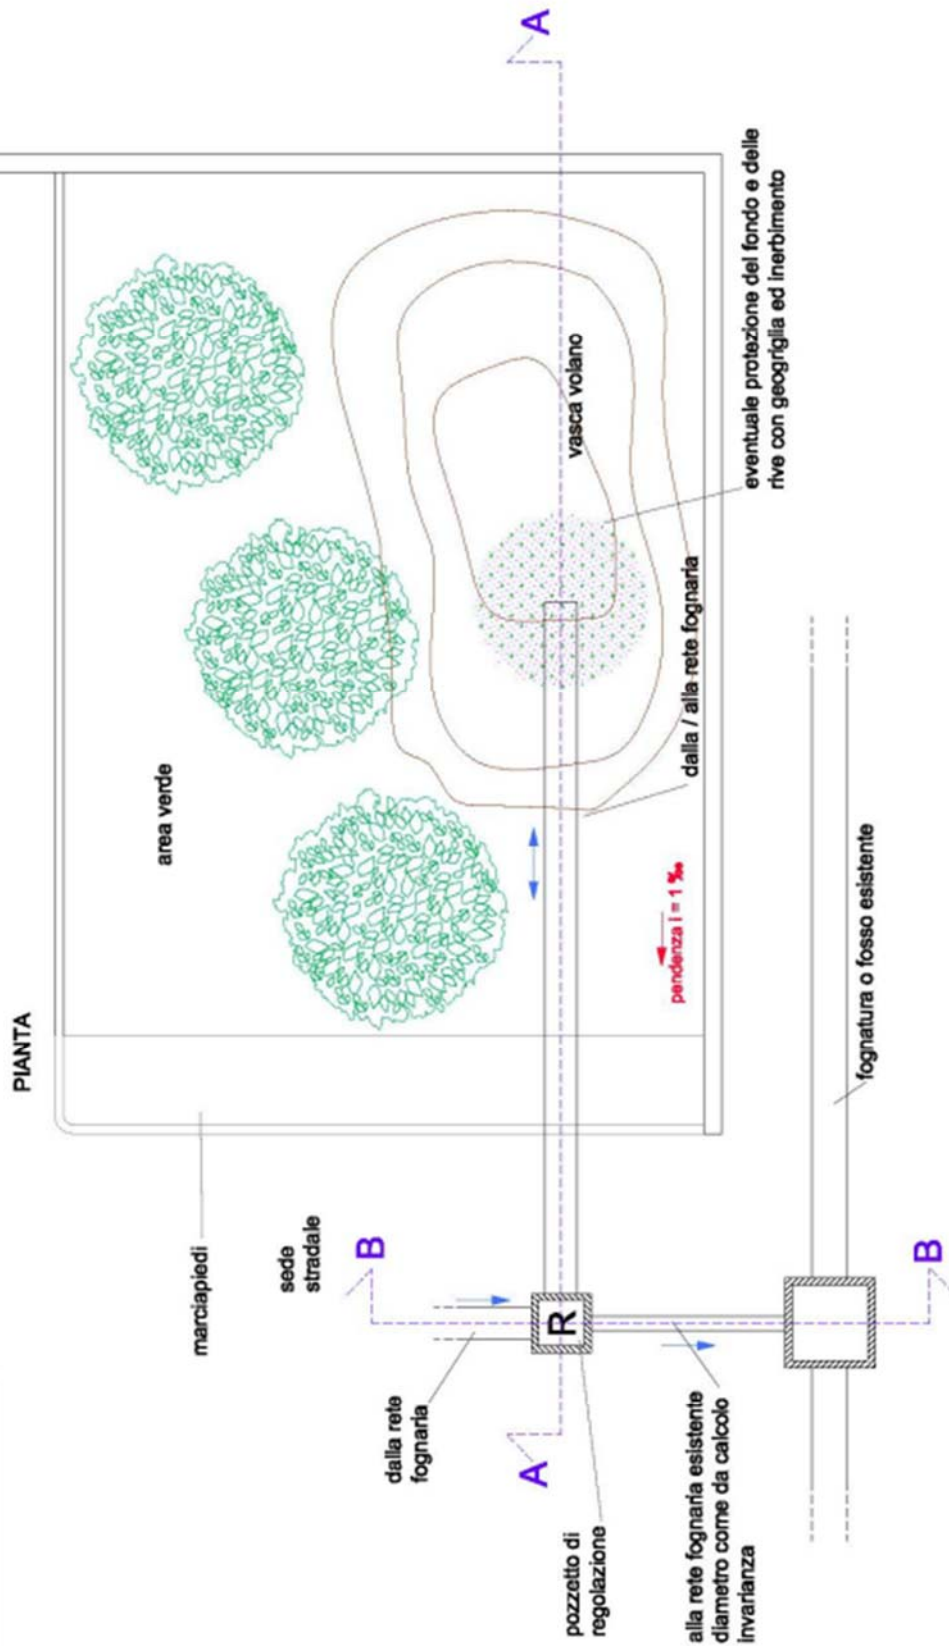 PIANTA
marciapiedi
area verde
sede
stradale
B
dalla rete
fognaria
A
A
R
vasca volano
pozzetto di
regolazione
pendenza i = 1 ‰
dalla / alla rete fognaria
eventuale protezione del fondo e delle
rive con geogriglia ed inerbimento
alla rete fognaria esistente
diametro come da calcolo
invarianza
fognatura o fosso esistente
B